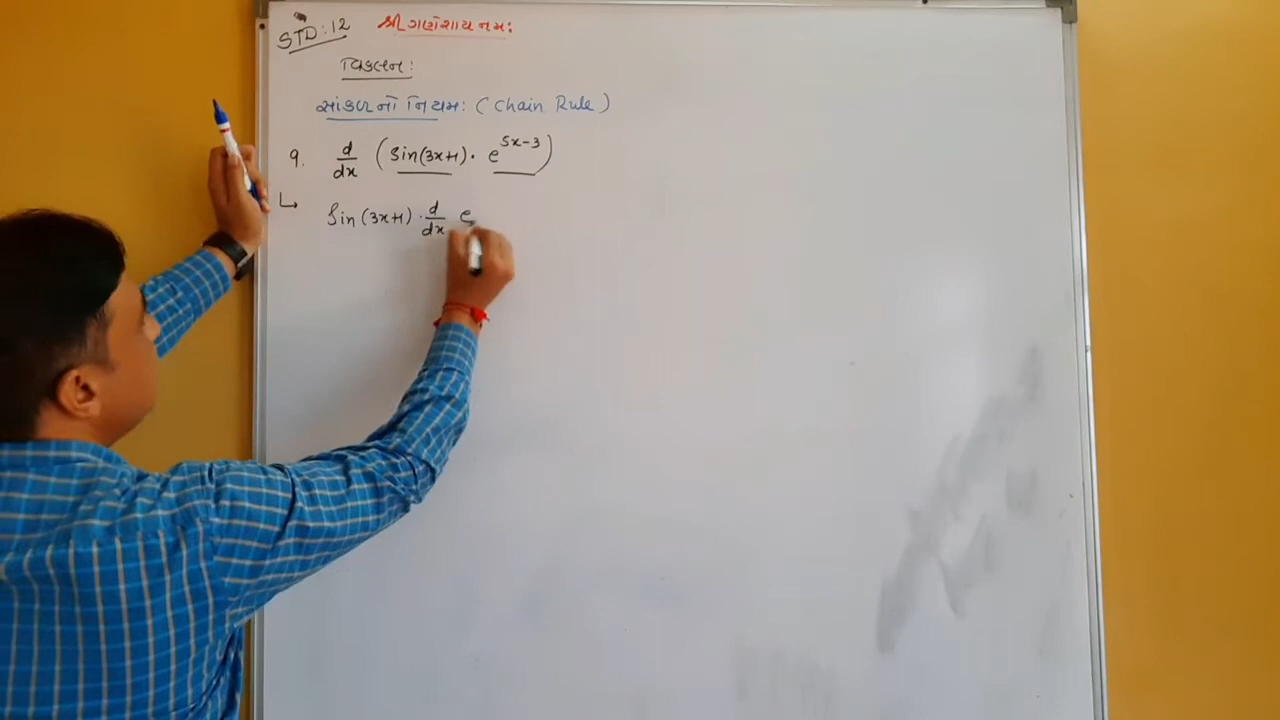 STD: 12
શ્રી ગણેશાય નમ:
વિકલન:
સાંકળનો નિયમ: (Chain Rule)
9. d/dx (sin(3x+1) · e^{5x-3})
↳ sin(3x+1) · d/dx e